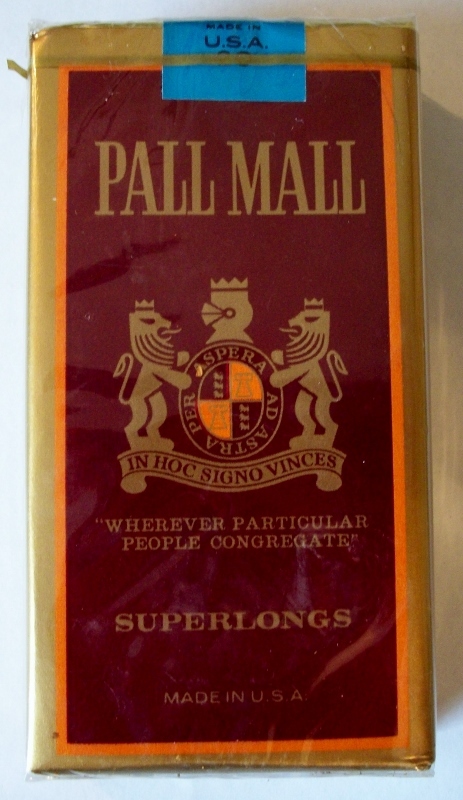 MADE IN
U.S.A.
PALL MALL
PER ASPERA AD ASTRA
IN HOC SIGNO VINCES
"WHEREVER PARTICULAR
PEOPLE CONGREGATE"
SUPERLONGS
MADE IN U.S.A.